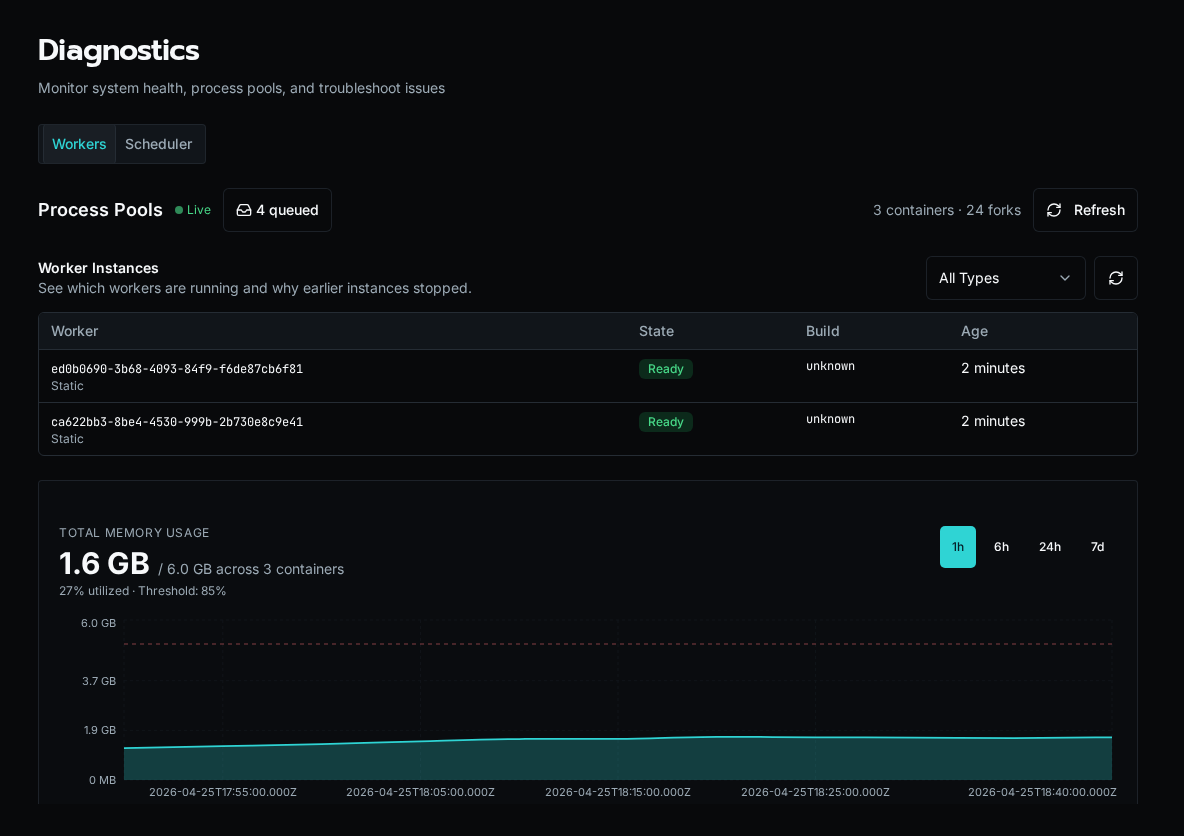 Diagnostics
Monitor system health, process pools, and troubleshoot issues
Workers Scheduler
Process Pools Live 4 queued 3 containers · 24 forks Refresh
Worker Instances
See which workers are running and why earlier instances stopped.
All Types
Worker State Build Age
ed0b0690-3b68-4093-84f9-f6de87cb6f81 Ready unknown 2 minutes
Static
ca622bb3-8be4-4530-999b-2b730e8c9e41 Ready unknown 2 minutes
Static
TOTAL MEMORY USAGE
1.6 GB / 6.0 GB across 3 containers
27% utilized · Threshold: 85%
1h 6h 24h 7d
6.0 GB
3.7 GB
1.9 GB
0 MB
2026-04-25T17:55:00.000Z 2026-04-25T18:05:00.000Z 2026-04-25T18:15:00.000Z 2026-04-25T18:25:00.000Z 2026-04-25T18:40:00.000Z